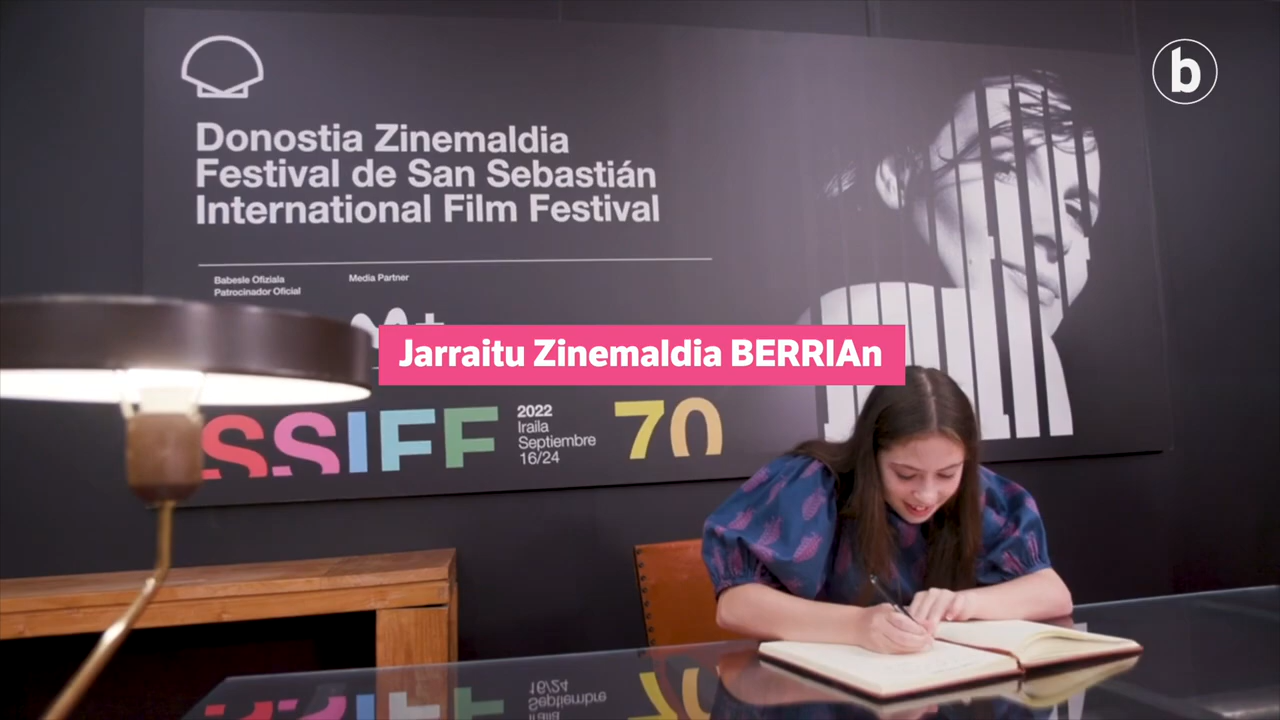 b
Donostia Zinemaldia
Festival de San Sebastián
International Film Festival
Babesle Ofiziala
Patrocinador Oficial
Media Partner
Jarraitu Zinemaldia BERRIAn
SSIFF
2022
Iraila
Septiembre
16/24
70